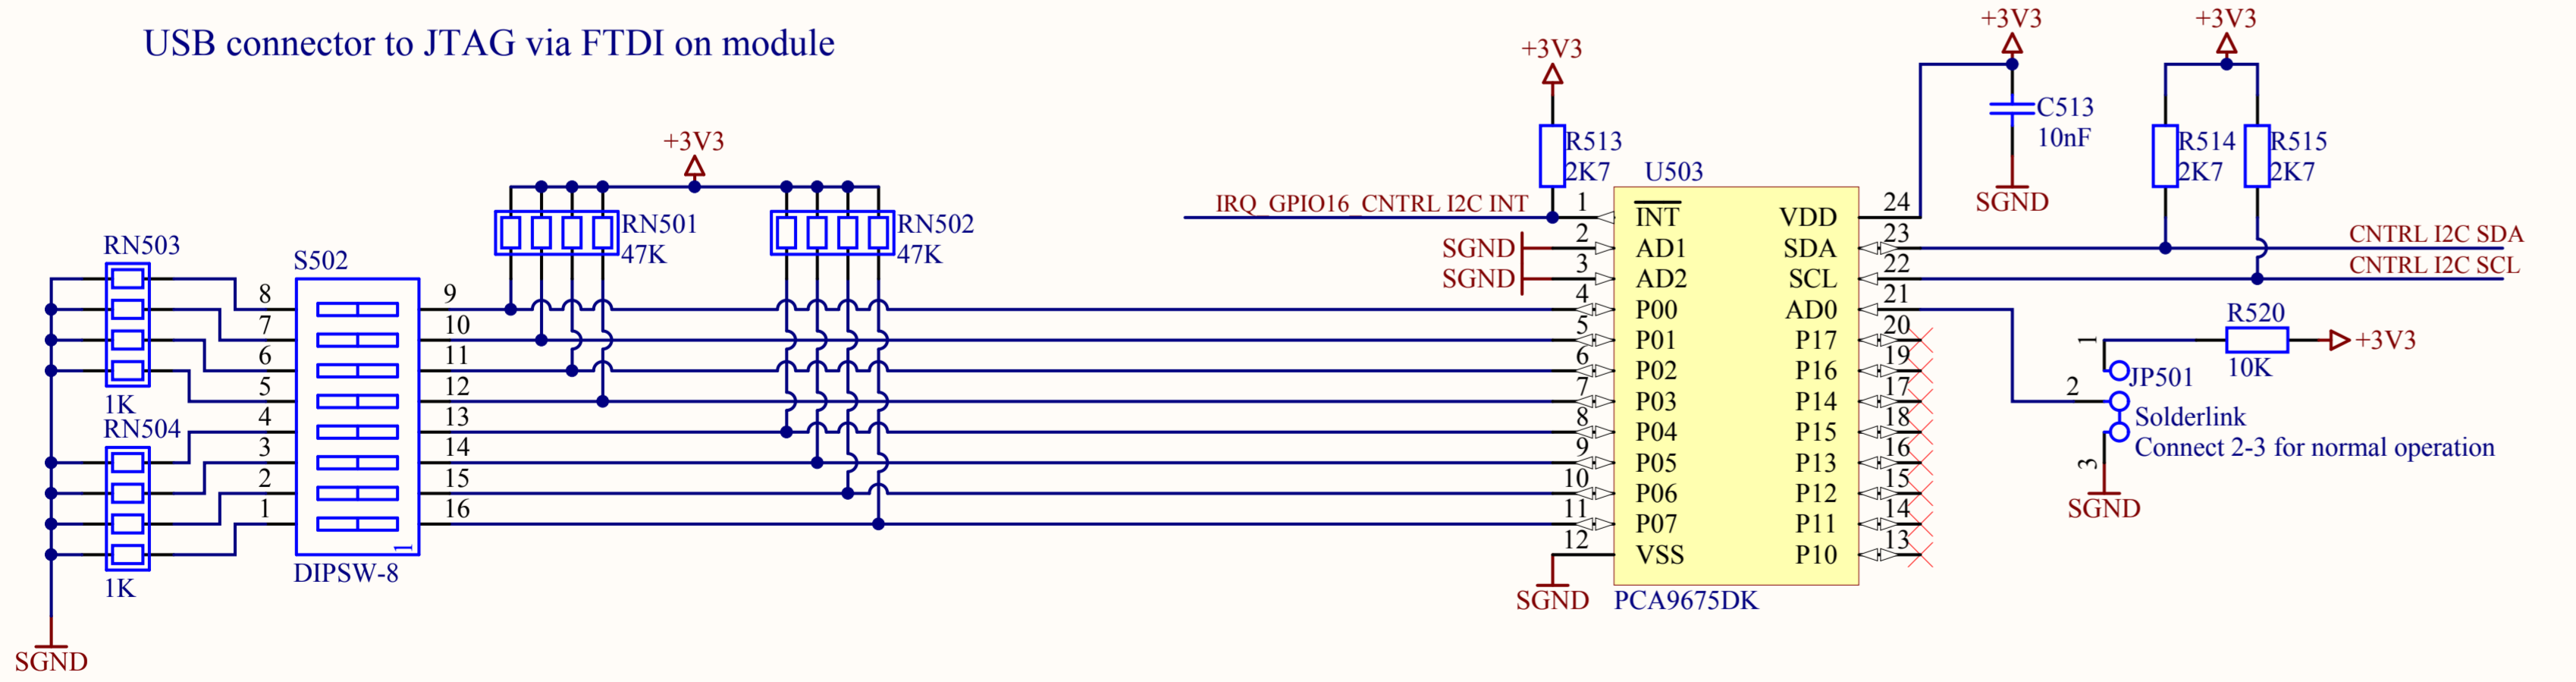 USB connector to JTAG via FTDI on module
+3V3
RN501
47K
RN502
47K
RN503
1K
RN504
1K
S502
8
7
6
5
4
3
2
1
9
10
11
12
13
14
15
16
1
DIPSW-8
SGND
+3V3
R513
2K7
IRQ_GPIO16_CNTRL I2C INT
SGND
SGND
U503
1 INT VDD 24
2 AD1 SDA 23
3 AD2 SCL 22
4 P00 AD0 21
5 P01 P17 20
6 P02 P16 19
7 P03 P14 17
8 P04 P15 18
9 P05 P13 16
10 P06 P12 15
11 P07 P11 14
12 VSS P10 13
SGND
PCA9675DK
+3V3
C513
10nF
SGND
+3V3
R514
2K7
R515
2K7
CNTRL I2C SDA
CNTRL I2C SCL
R520
10K
+3V3
1
JP501
2
Solderlink
Connect 2-3 for normal operation
3
SGND